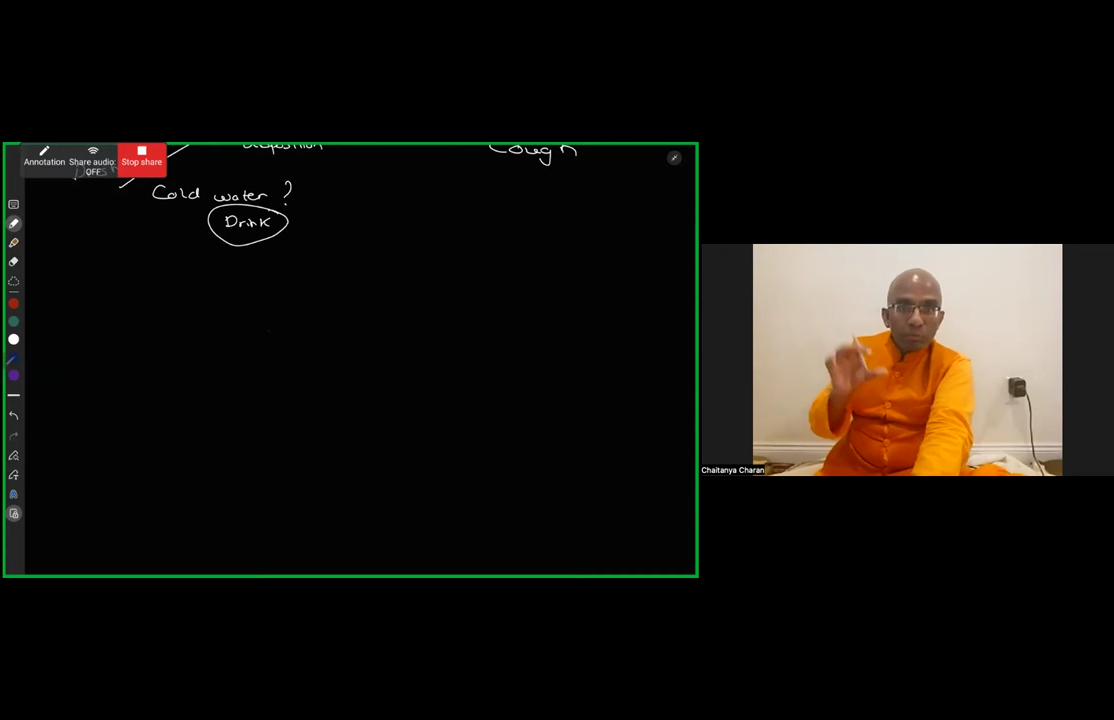 Annotation
Share audio:
OFF
Stop share
Cough
Cold water ?
Drink
Chaitanya Charan